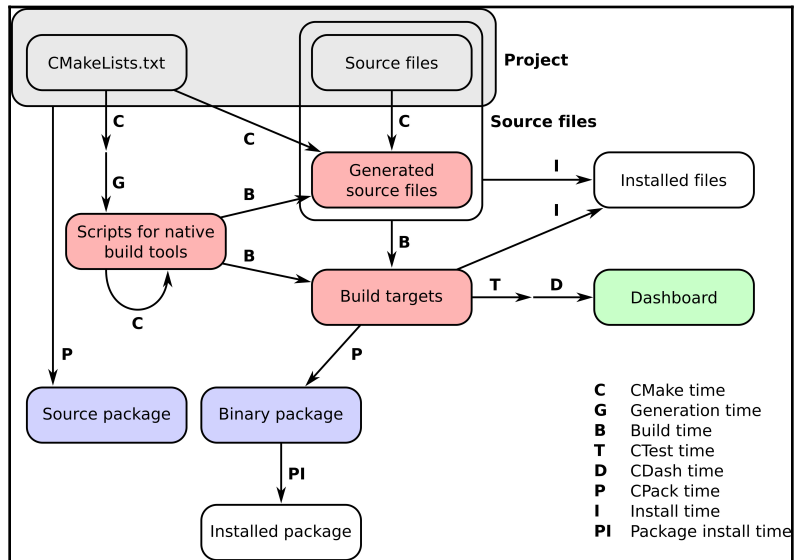 CMakeLists.txt
Source files
Project
C
C
C
Source files
G
Generated
source files
I
Installed files
B
I
Scripts for native
build tools
B
B
Build targets
T
D
Dashboard
C
P
P
Source package
Binary package
PI
Installed package
C CMake time
G Generation time
B Build time
T CTest time
D CDash time
P CPack time
I Install time
PI Package install time